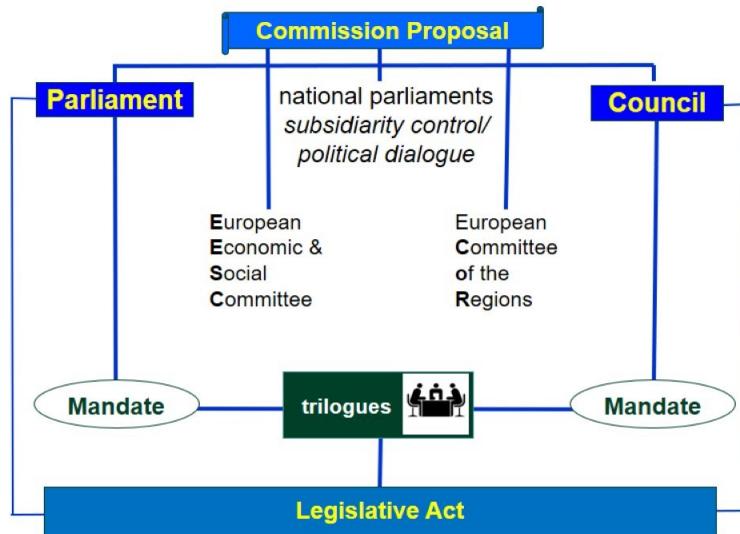 Commission Proposal
Parliament
national parliaments
subsidiarity control/
political dialogue
Council
European
Economic &
Social
Committee
European
Committee
of the
Regions
Mandate
trilogues
Mandate
Legislative Act